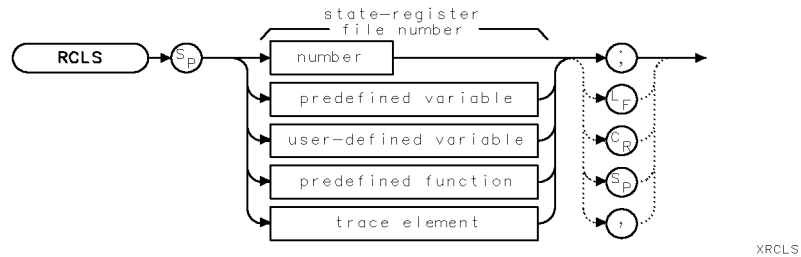 state-register
file number
RCLS SP number ;
predefined variable LF
user-defined variable CR
predefined function SP
trace element ,
XRCLS